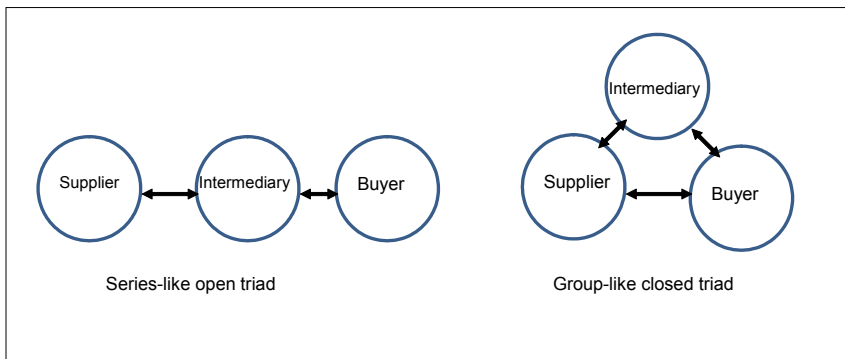 Supplier
Intermediary
Buyer
Series-like open triad
Intermediary
Supplier
Buyer
Group-like closed triad